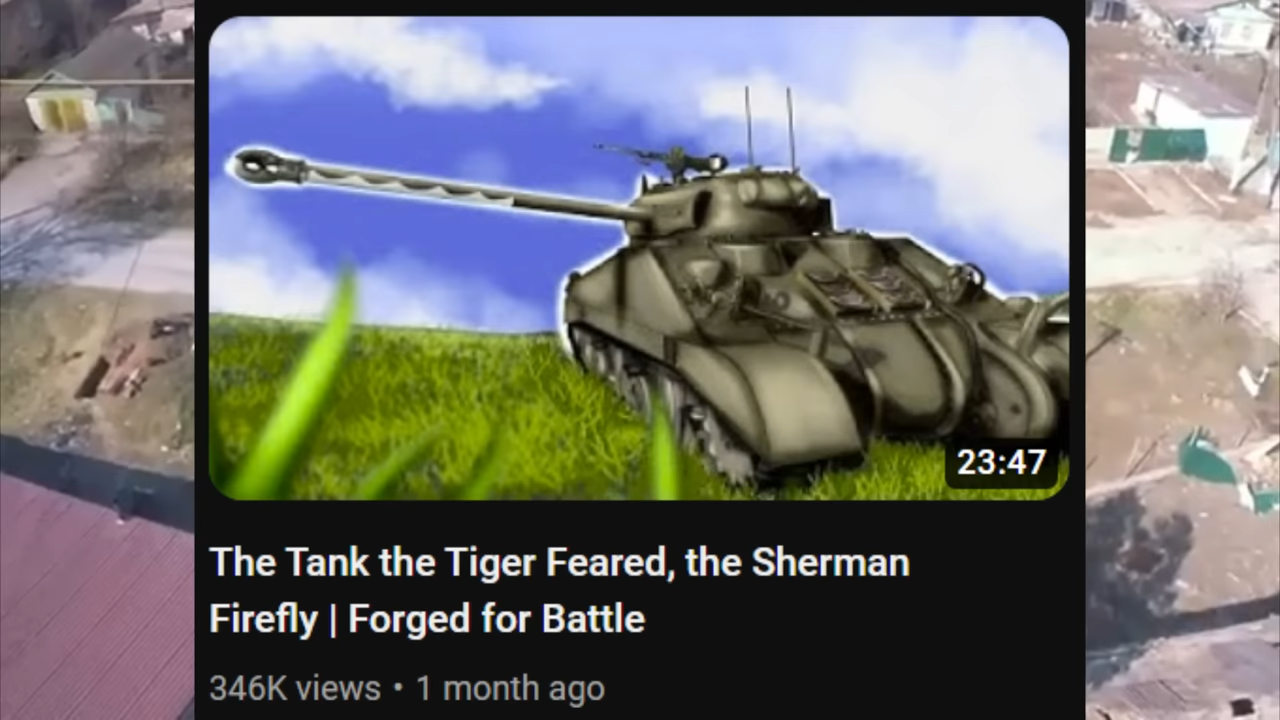 23:47
The Tank the Tiger Feared, the Sherman
Firefly | Forged for Battle
346K views • 1 month ago